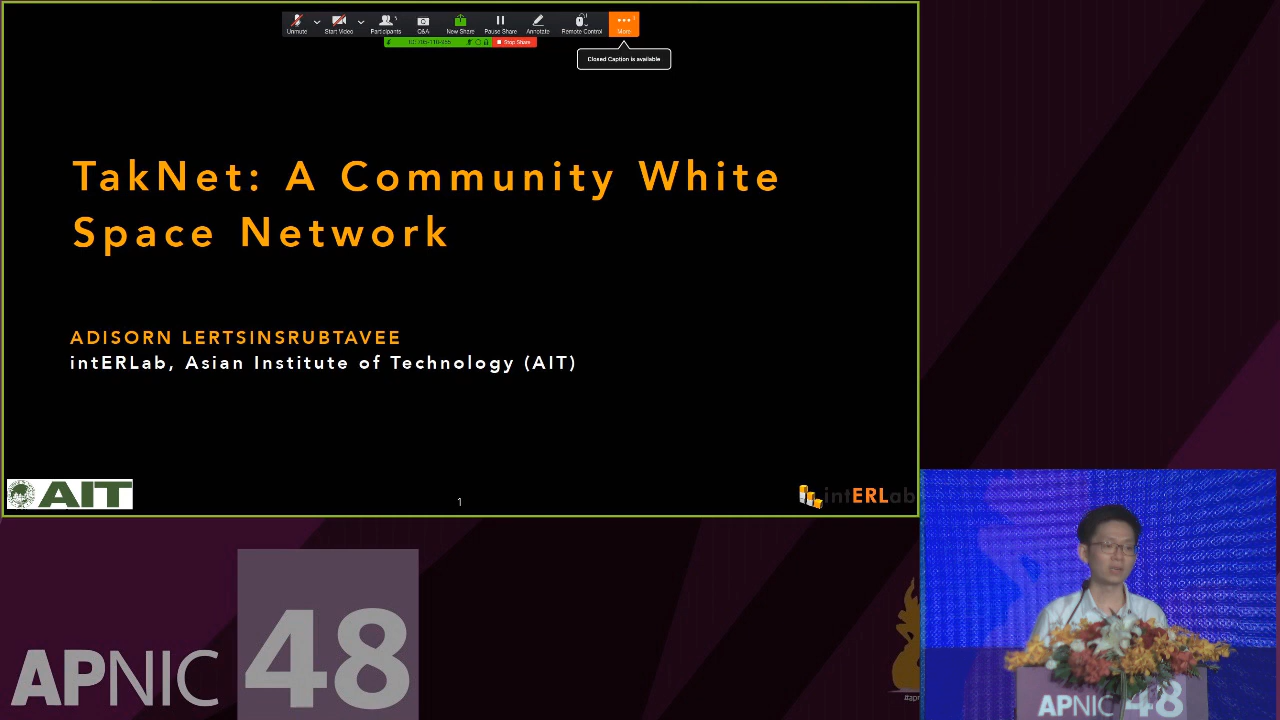 Unmute
Start Video
Participants
1
Q&A
New Share
Pause Share
Annotate
Remote Control
More
Stop Share
Closed Caption is available
TakNet: A Community White
Space Network
ADISORN LERTSINSRUBTAVEE
intERLab, Asian Institute of Technology (AIT)
AIT
1
intERLab
APNIC 48
APNIC 48